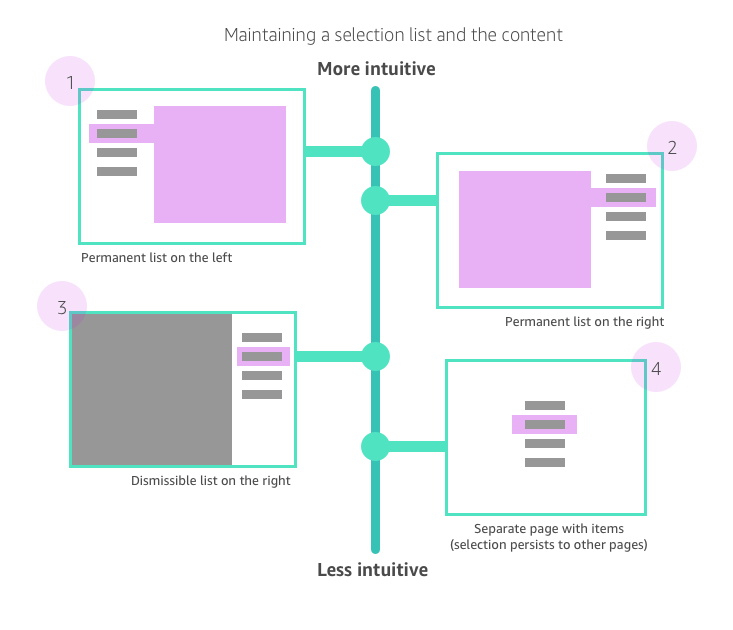 Maintaining a selection list and the content
More intuitive
1
Permanent list on the left
2
Permanent list on the right
3
Dismissible list on the right
4
Separate page with items
(selection persists to other pages)
Less intuitive